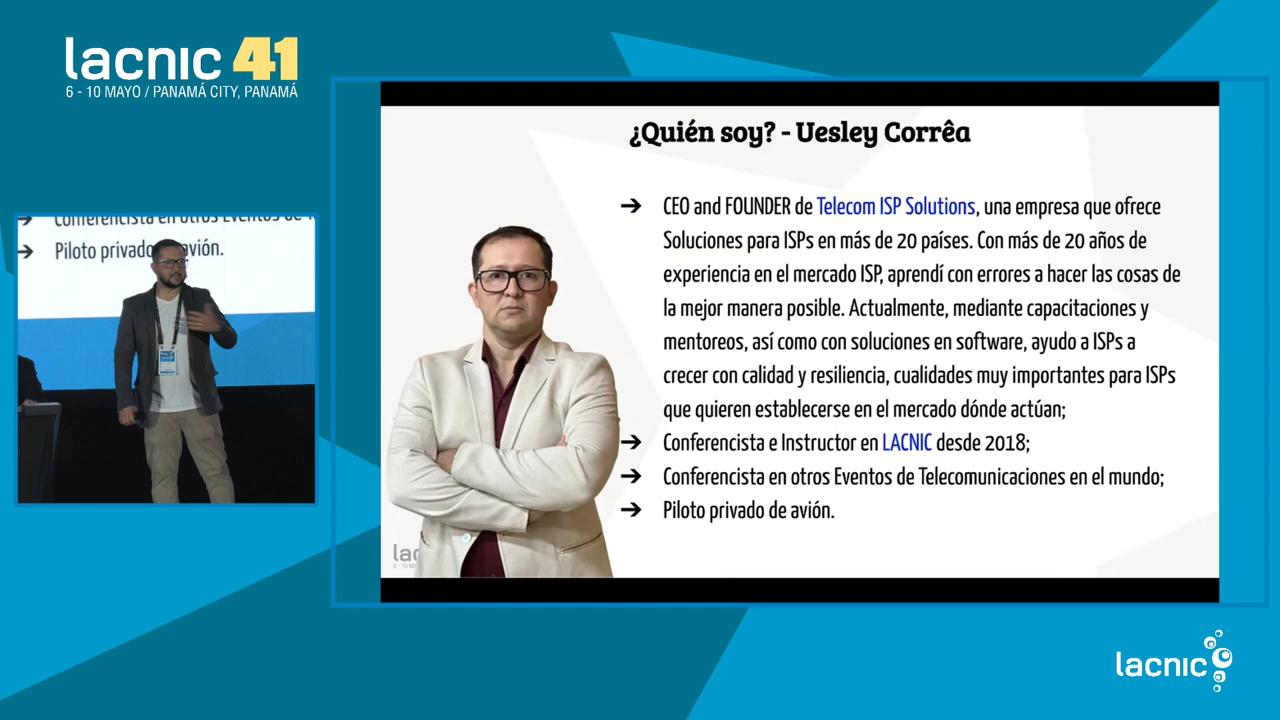 lacnic 41
6 - 10 MAYO / PANAMÁ CITY, PANAMÁ
¿Quién soy? - Uesley Corrêa
➔ CEO and FOUNDER de Telecom ISP Solutions, una empresa que ofrece
Soluciones para ISPs en más de 20 países. Con más de 20 años de
experiencia en el mercado ISP, aprendí con errores a hacer las cosas de
la mejor manera posible. Actualmente, mediante capacitaciones y
mentoreos, así como con soluciones en software, ayudo a ISPs a
crecer con calidad y resiliencia, cualidades muy importantes para ISPs
que quieren establecerse en el mercado dónde actúan;
➔ Conferencista e Instructor en LACNIC desde 2018;
➔ Conferencista en otros Eventos de Telecomunicaciones en el mundo;
➔ Piloto privado de avión.
➔ Conferencista en otros Eventos de
➔ Piloto privado avión.
lac
lacnic